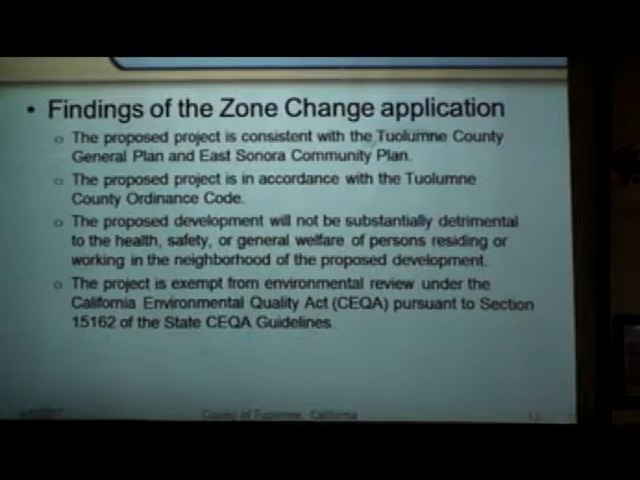 • Findings of the Zone Change application
o The proposed project is consistent with the Tuolumne County
General Plan and East Sonora Community Plan.
o The proposed project is in accordance with the Tuolumne
County Ordinance Code.
o The proposed development will not be substantially detrimental
to the health, safety, or general welfare of persons residing or
working in the neighborhood of the proposed development.
o The project is exempt from environmental review under the
California Environmental Quality Act (CEQA) pursuant to Section
15162 of the State CEQA Guidelines.
County of Tuolumne, California